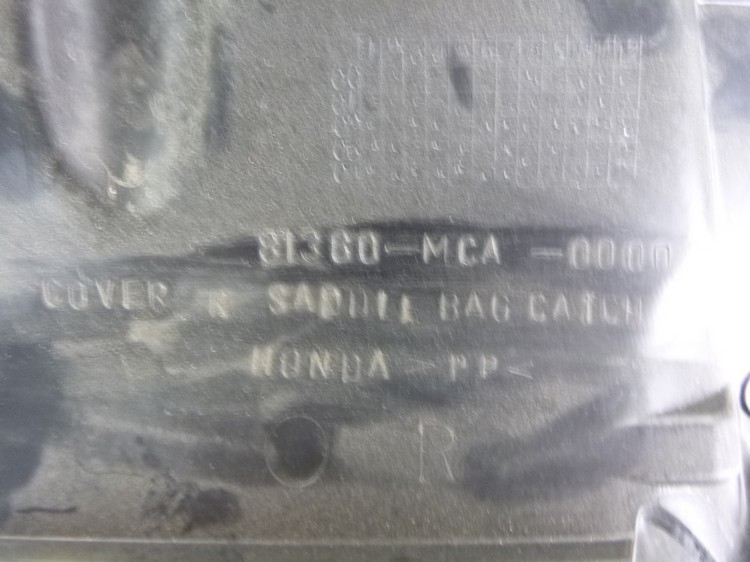 81360-MCA-0000
COVER R SADDLE BAG CATCH
HONDA >PP<
R